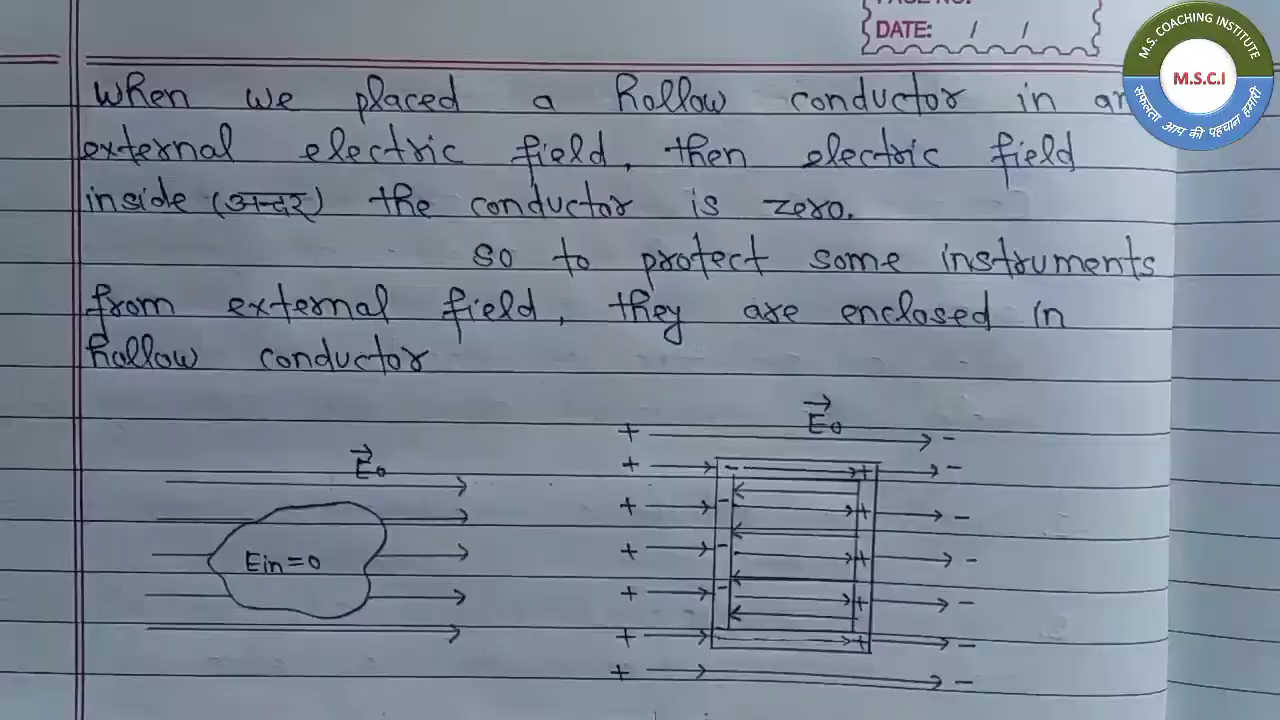 PAGE NO.
DATE: / /
M.S. COACHING INSTITUTE
M.S.C.I
सफलता आप की पहचान हमारी
When we placed a hollow conductor in an
external electric field, then electric field
inside (अन्दर) the conductor is zero.
so to protect some instruments
from external field, they are enclosed in
hollow conductor
E₀
Ein=0
E₀
+ -
+ - + -
+ - + -
+ - + -
+ - + -
+ + -
+ -